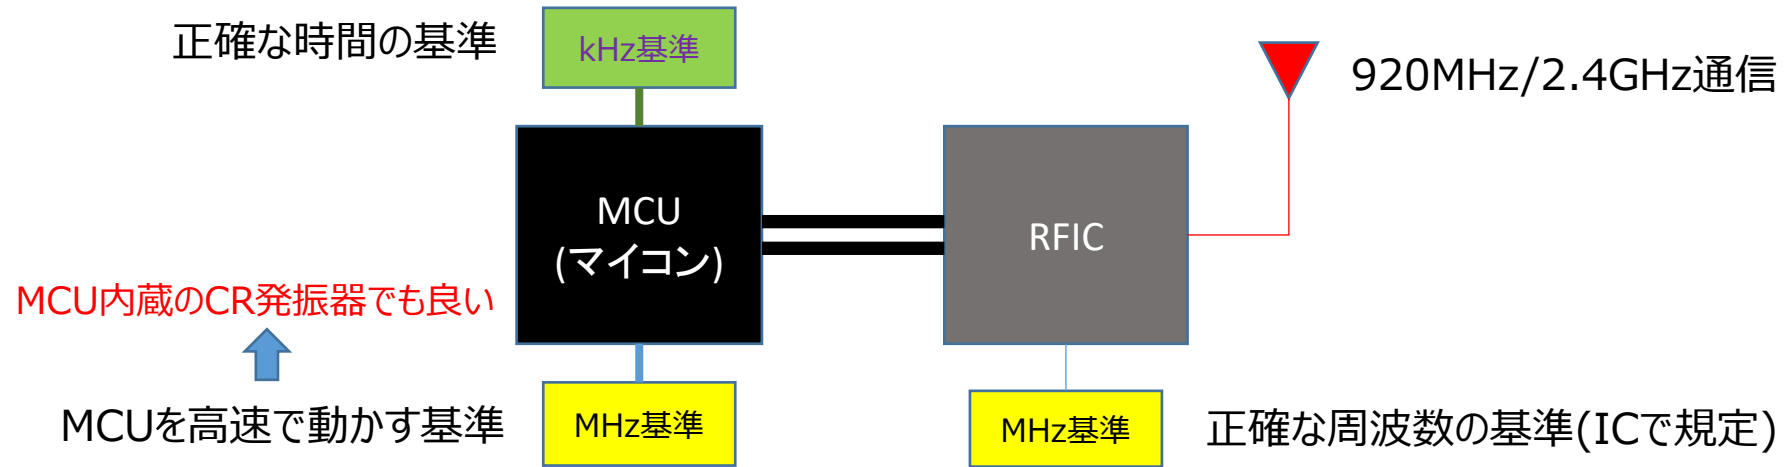 正確な時間の基準
kHz基準
920MHz/2.4GHz通信
MCU
(マイコン)
RFIC
MCU内蔵のCR発振器でも良い
MCUを高速で動かす基準
MHz基準
MHz基準
正確な周波数の基準(ICで規定)